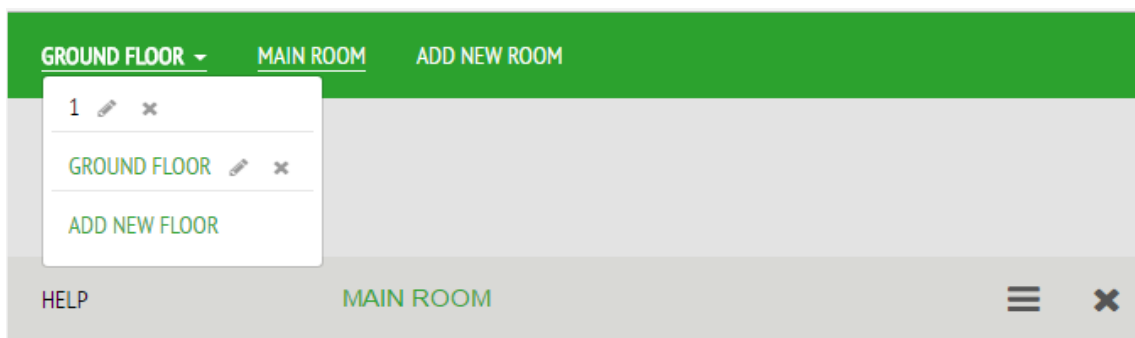 GROUND FLOOR MAIN ROOM ADD NEW ROOM
1
GROUND FLOOR
ADD NEW FLOOR
HELP MAIN ROOM